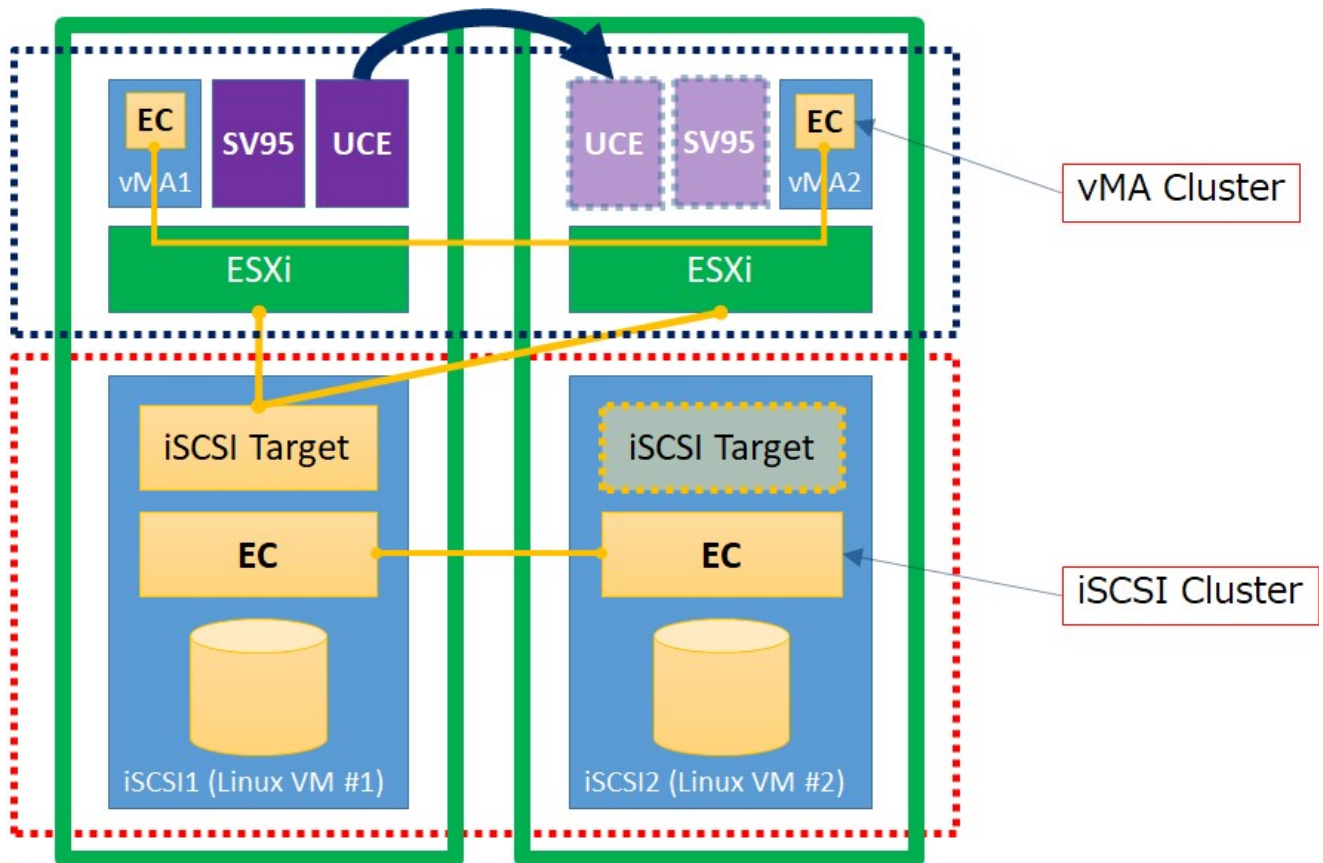 EC
vMA1
SV95
UCE
UCE
SV95
EC
vMA2
vMA Cluster
ESXi
ESXi
iSCSI Target
iSCSI Target
EC
EC
iSCSI Cluster
iSCSI1 (Linux VM #1)
iSCSI2 (Linux VM #2)